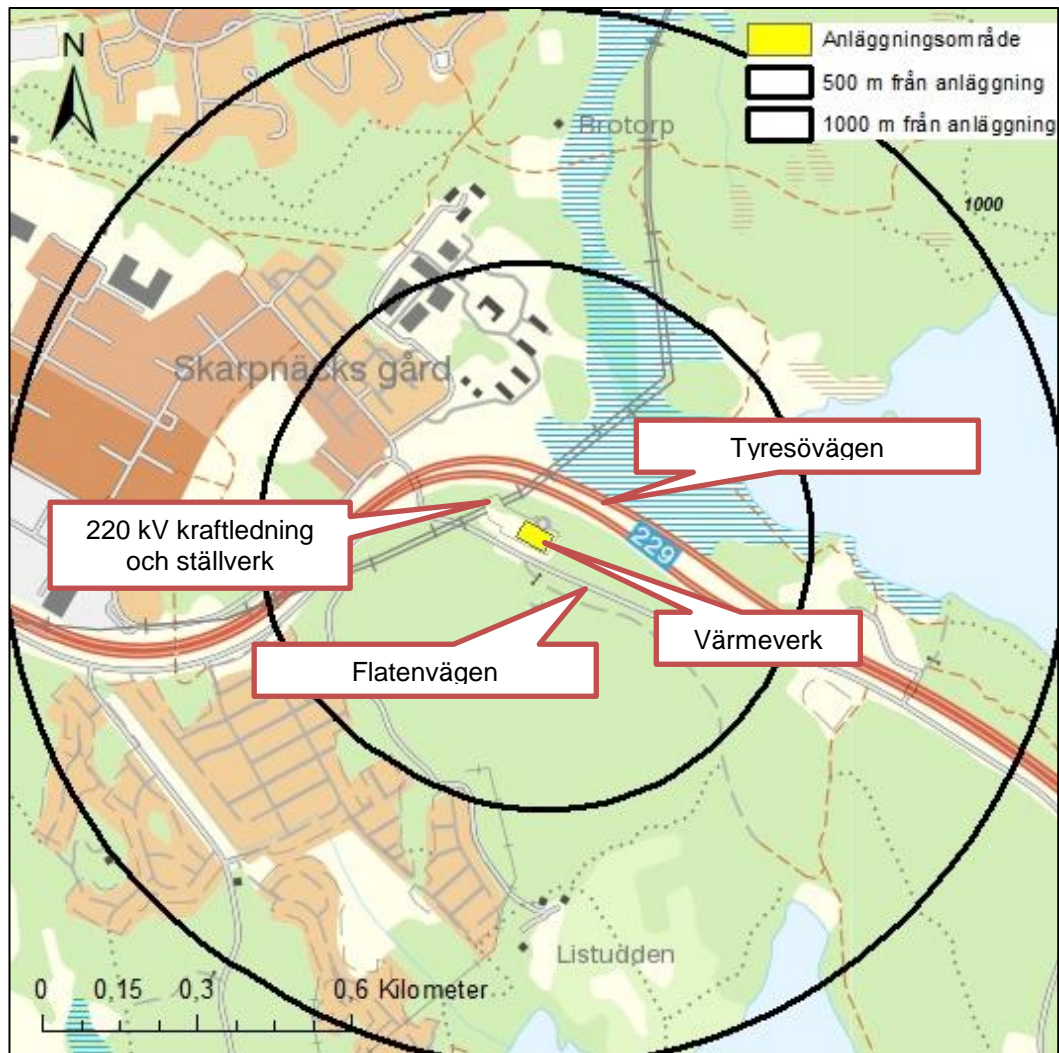 N
Anläggningsområde
500 m från anläggning
1000 m från anläggning
Brotorp
1000
Skarpnäcks gård
Tyresövägen
220 kV kraftledning
och ställverk
229
Värmeverk
Flatenvägen
Listudden
0 0,15 0,3 0,6 Kilometer